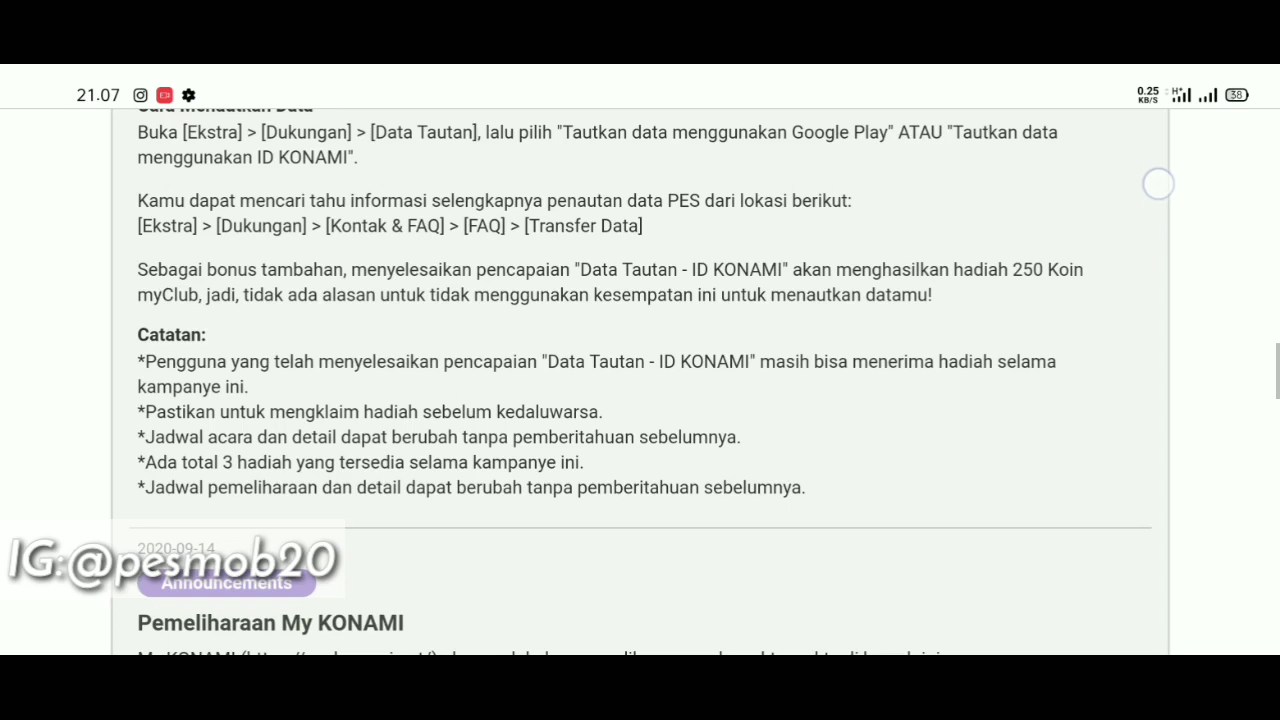 21.07
0.25
KB/S
H+
38
Cara Menautkan Data
Buka [Ekstra] > [Dukungan] > [Data Tautan], lalu pilih "Tautkan data menggunakan Google Play" ATAU "Tautkan data
menggunakan ID KONAMI".
Kamu dapat mencari tahu informasi selengkapnya penautan data PES dari lokasi berikut:
[Ekstra] > [Dukungan] > [Kontak & FAQ] > [FAQ] > [Transfer Data]
Sebagai bonus tambahan, menyelesaikan pencapaian "Data Tautan - ID KONAMI" akan menghasilkan hadiah 250 Koin
myClub, jadi, tidak ada alasan untuk tidak menggunakan kesempatan ini untuk menautkan datamu!
Catatan:
*Pengguna yang telah menyelesaikan pencapaian "Data Tautan - ID KONAMI" masih bisa menerima hadiah selama
kampanye ini.
*Pastikan untuk mengklaim hadiah sebelum kedaluwarsa.
*Jadwal acara dan detail dapat berubah tanpa pemberitahuan sebelumnya.
*Ada total 3 hadiah yang tersedia selama kampanye ini.
*Jadwal pemeliharaan dan detail dapat berubah tanpa pemberitahuan sebelumnya.
2020-09-14
IG:@pesmob20
Announcements
Pemeliharaan My KONAMI